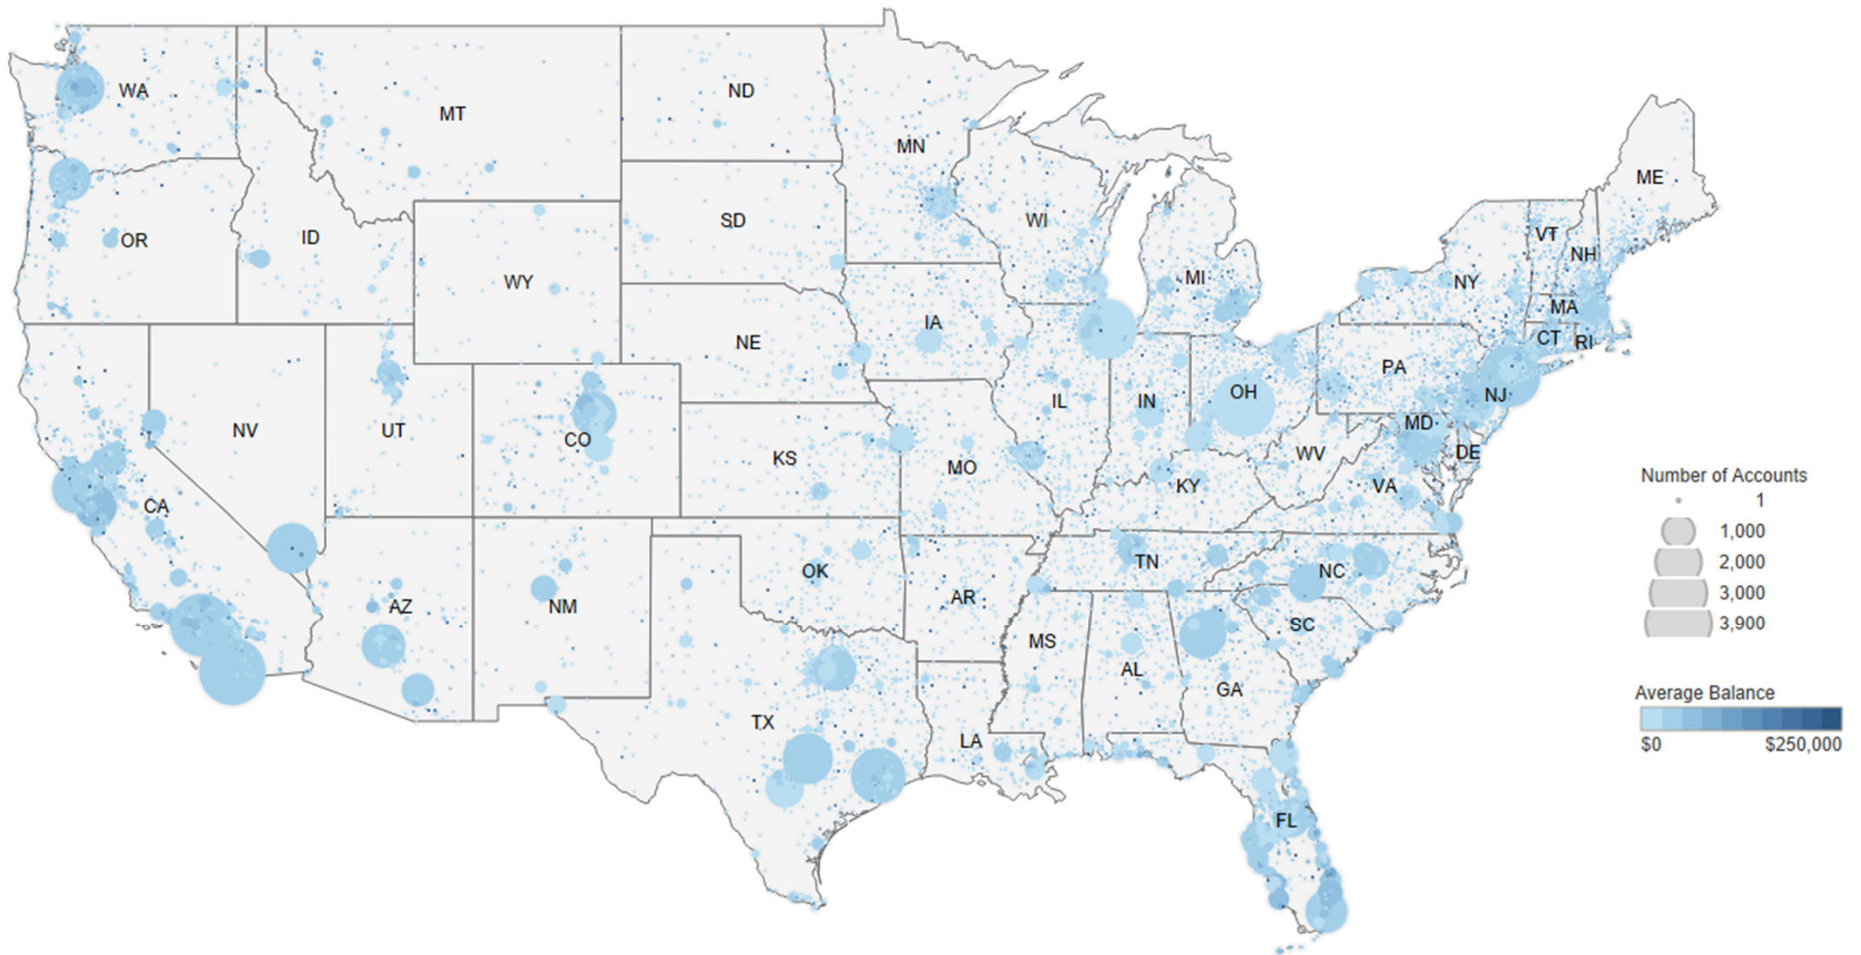 WA
MT
ND
MN
ME
OR
ID
SD
WI
VT
NH
WY
MI
NY
MA
IA
CT
RI
NE
PA
OH
NJ
IL
IN
NV
UT
CO
MD
KS
MO
WV
DE
KY
VA
CA
Number of Accounts
1
1,000
2,000
3,000
3,900
OK
TN
NC
AZ
NM
AR
SC
MS
AL
GA
TX
LA
FL
Average Balance
$0 $250,000